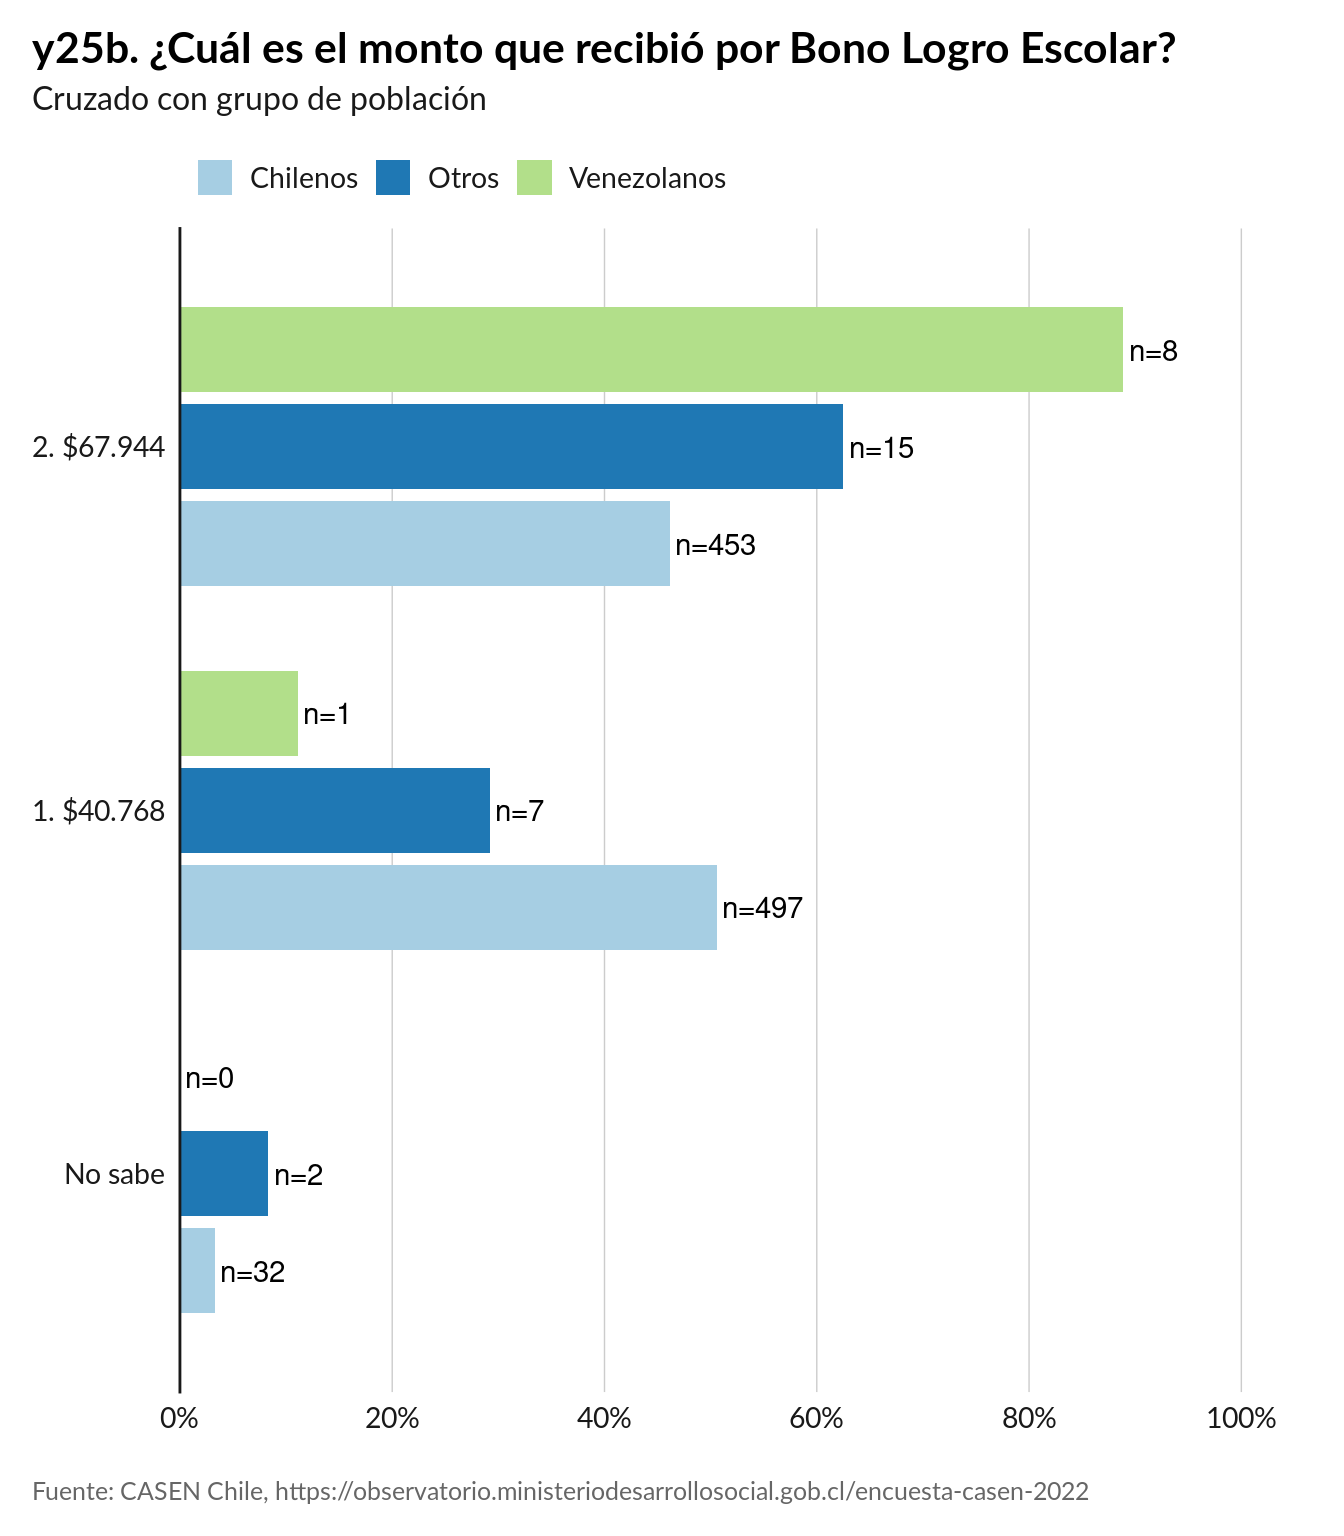 y25b. ¿Cuál es el monto que recibió por Bono Logro Escolar?
Cruzado con grupo de población
Chilenos Otros Venezolanos
n=8
2. $67.944 n=15
n=453
n=1
1. $40.768 n=7
n=497
n=0
No sabe n=2
n=32
0% 20% 40% 60% 80% 100%
Fuente: CASEN Chile, https://observatorio.ministeriodesarrollosocial.gob.cl/encuesta-casen-2022